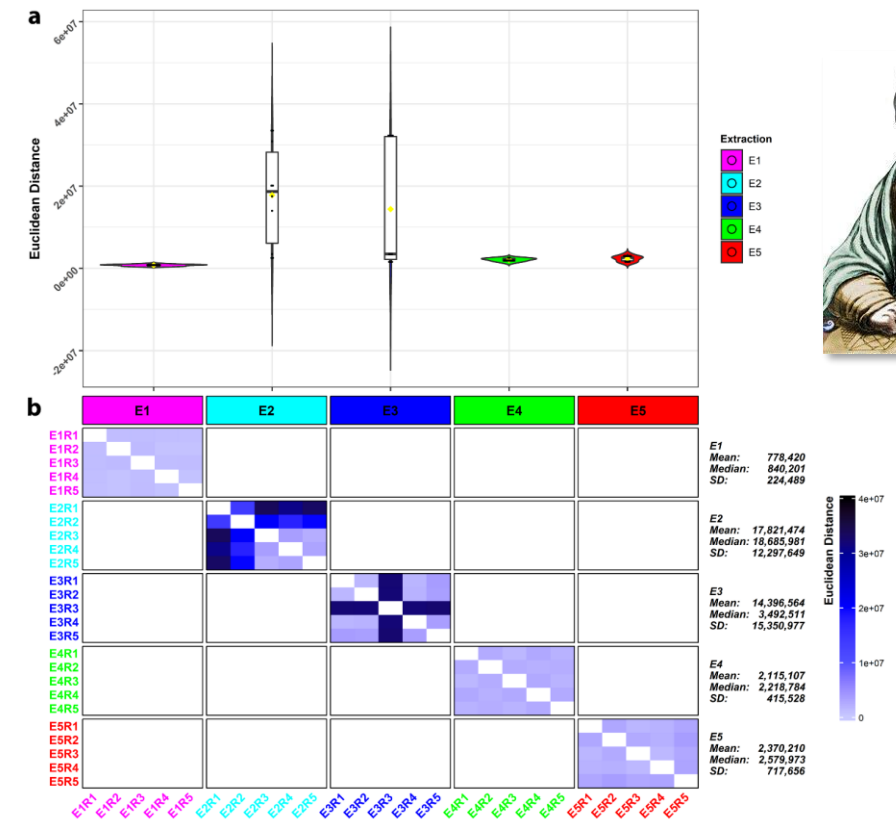 a
Euclidean Distance
6e+07
4e+07
2e+07
0e+00
-2e+07
Extraction
E1
E2
E3
E4
E5
b
E1
E2
E3
E4
E5
E1R1
E1R2
E1R3
E1R4
E1R5
E2R1
E2R2
E2R3
E2R4
E2R5
E3R1
E3R2
E3R3
E3R4
E3R5
E4R1
E4R2
E4R3
E4R4
E4R5
E5R1
E5R2
E5R3
E5R4
E5R5
E1
Mean: 778,420
Median: 840,201
SD: 224,489
E2
Mean: 17,821,474
Median: 18,685,981
SD: 12,297,649
E3
Mean: 14,396,564
Median: 3,492,511
SD: 15,350,977
E4
Mean: 2,115,107
Median: 2,218,784
SD: 415,528
E5
Mean: 2,370,210
Median: 2,579,973
SD: 717,656
Euclidean Distance
4e+07
3e+07
2e+07
1e+07
0
E1R1 E1R2 E1R3 E1R4 E1R5 E2R1 E2R2 E2R3 E2R4 E2R5 E3R1 E3R2 E3R3 E3R4 E3R5 E4R1 E4R2 E4R3 E4R4 E4R5 E5R1 E5R2 E5R3 E5R4 E5R5